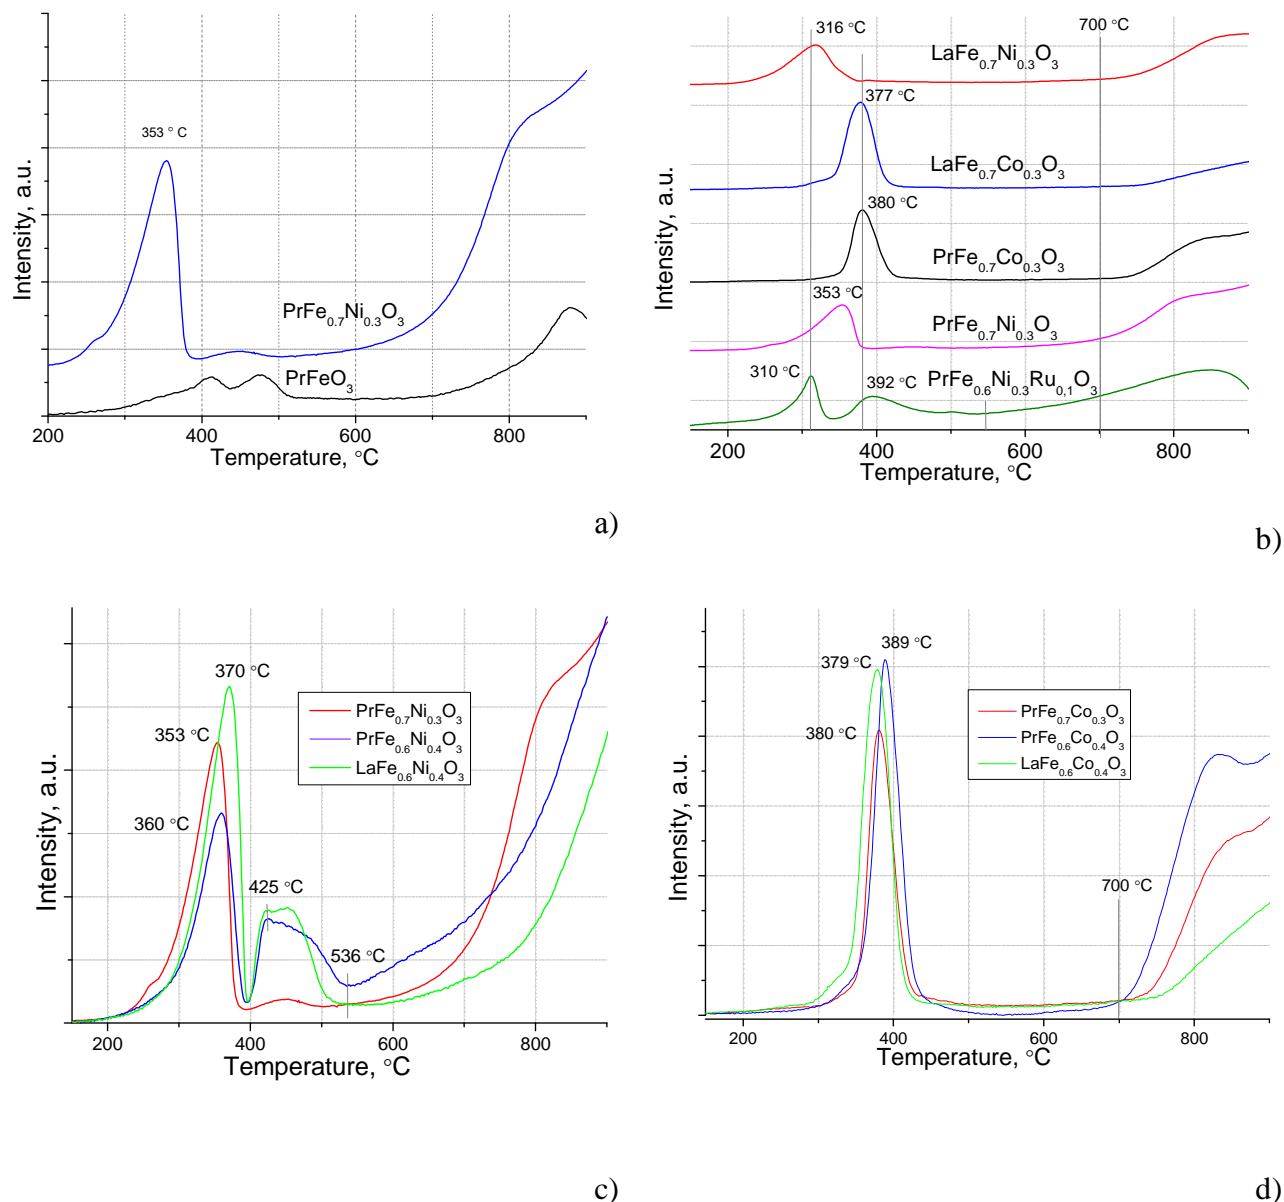 353 ° C
PrFe0.7Ni0.3O3
PrFeO3
Intensity, a.u.
200 400 600 800
Temperature, °C
a)
316 °C
700 °C
LaFe0.7Ni0.3O3
377 °C
LaFe0.7Co0.3O3
380 °C
PrFe0.7Co0.3O3
353 °C
PrFe0.7Ni0.3O3
310 °C
392 °C
PrFe0.6Ni0.3Ru0,1O3
Intensity, a.u.
200 400 600 800
Temperature, °C
b)
370 °C
353 °C
360 °C
425 °C
536 °C
PrFe0.7Ni0.3O3
PrFe0.6Ni0.4O3
LaFe0.6Ni0.4O3
Intensity, a.u.
200 400 600 800
Temperature, °C
c)
389 °C
379 °C
380 °C
700 °C
PrFe0.7Co0.3O3
PrFe0.6Co0.4O3
LaFe0.6Co0.4O3
Intensity, a.u.
200 400 600 800
Temperature, °C
d)